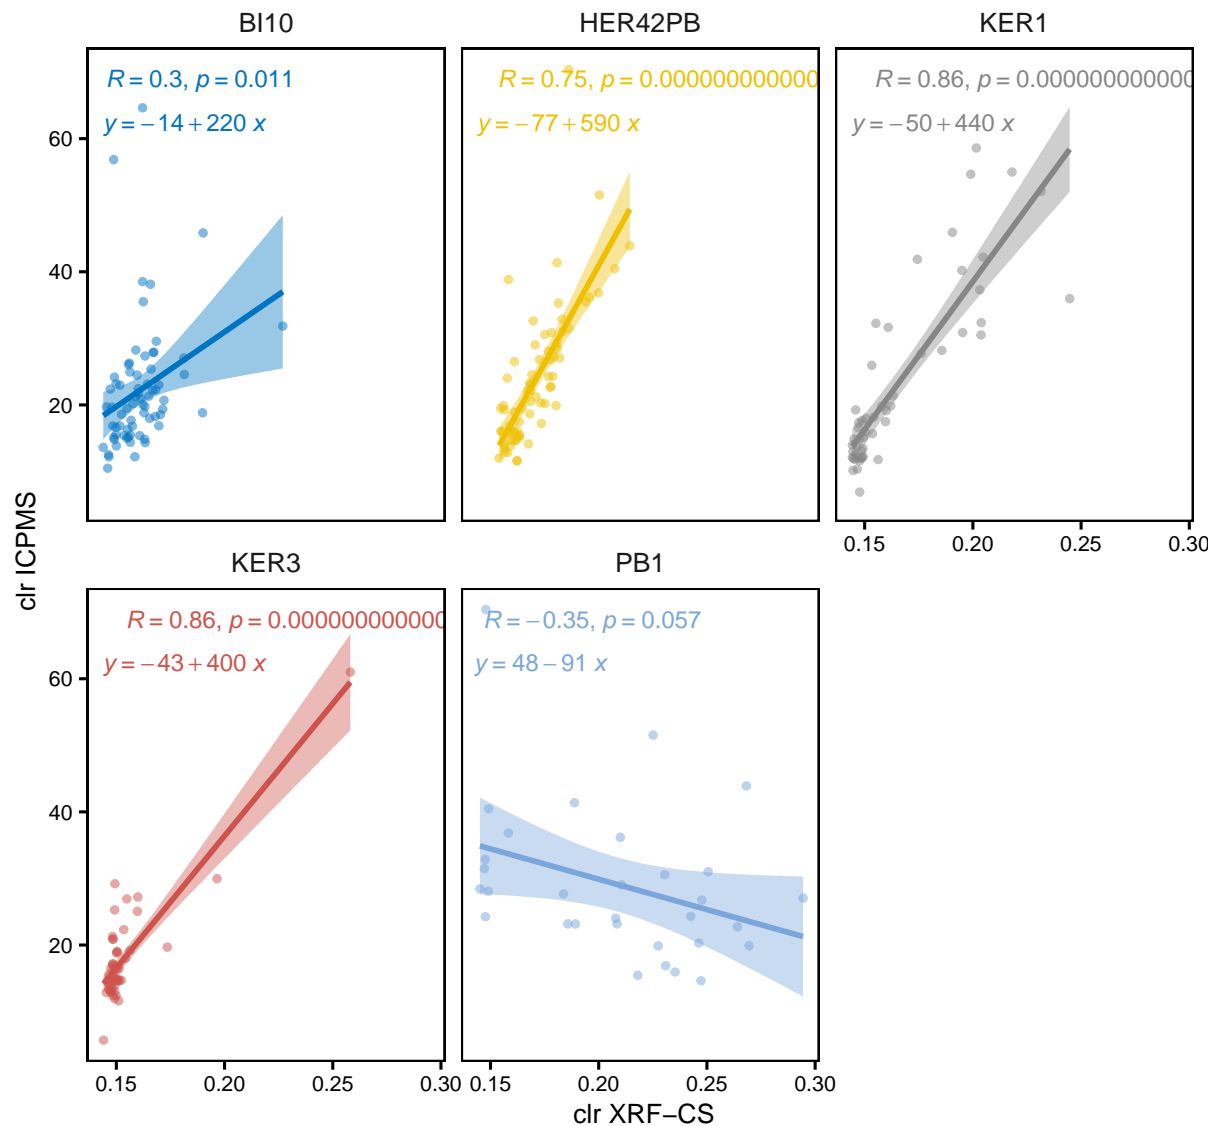 BI10
HER42PB
KER1
R = 0.3, p = 0.011
y = −14 + 220 x
R = 0.75, p = 0.000000000000
y = −77 + 590 x
R = 0.86, p = 0.000000000000
y = −50 + 440 x
60
40
20
0.15 0.20 0.25 0.30
clr ICPMS
KER3
PB1
R = 0.86, p = 0.000000000000
y = −43 + 400 x
R = −0.35, p = 0.057
y = 48 − 91 x
60
40
20
0.15 0.20 0.25 0.30
0.15 0.20 0.25 0.30
clr XRF−CS